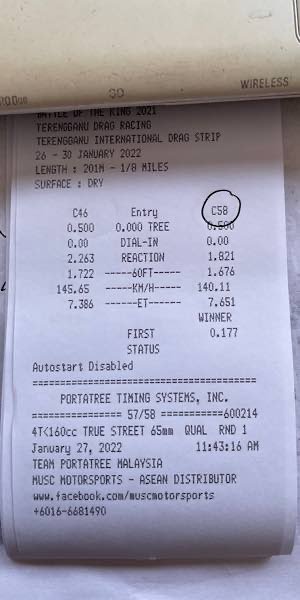 GO
WIRELESS
BATTLE OF THE KING 2021
TERENGGANU DRAG RACING
TERENGGANU INTERNATIONAL DRAG STRIP
26 - 30 JANUARY 2022
LENGTH : 201M - 1/8 MILES
SURFACE : DRY
C46 Entry C58
0.500 0.000 TREE 0.500
0.00 DIAL-IN 0.00
2.263 REACTION 1.821
1.722 -----60FT------ 1.676
145.65 -----KM/H------ 140.11
7.386 ------ET------ 7.651
WINNER
FIRST 0.177
STATUS
Autostart Disabled
=====================================
PORTATREE TIMING SYSTEMS, INC.
=============== 57/58 ===========600214
4T<160cc TRUE STREET 65mm QUAL RND 1
January 27, 2022 11:43:16 AM
TEAM PORTATREE MALAYSIA
MUSC MOTORSPORTS - ASEAN DISTRIBUTOR
www.facebook.com/muscmotorsports
+6016-6681490